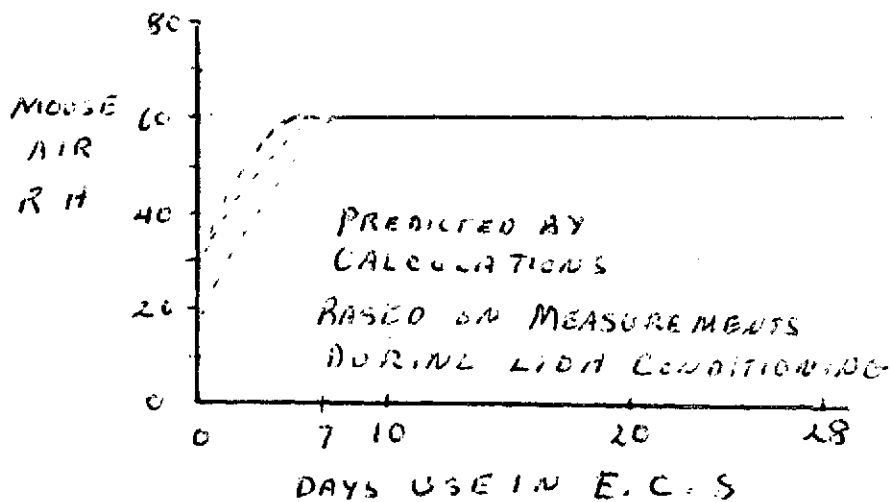 80
MOUSE
AIR
RH
60
40
20
0
PREDICTED BY
CALCULATIONS
BASED ON MEASUREMENTS
DURING LIOH CONDITIONING
0 7 10 20 28
DAYS USE IN E.C.S